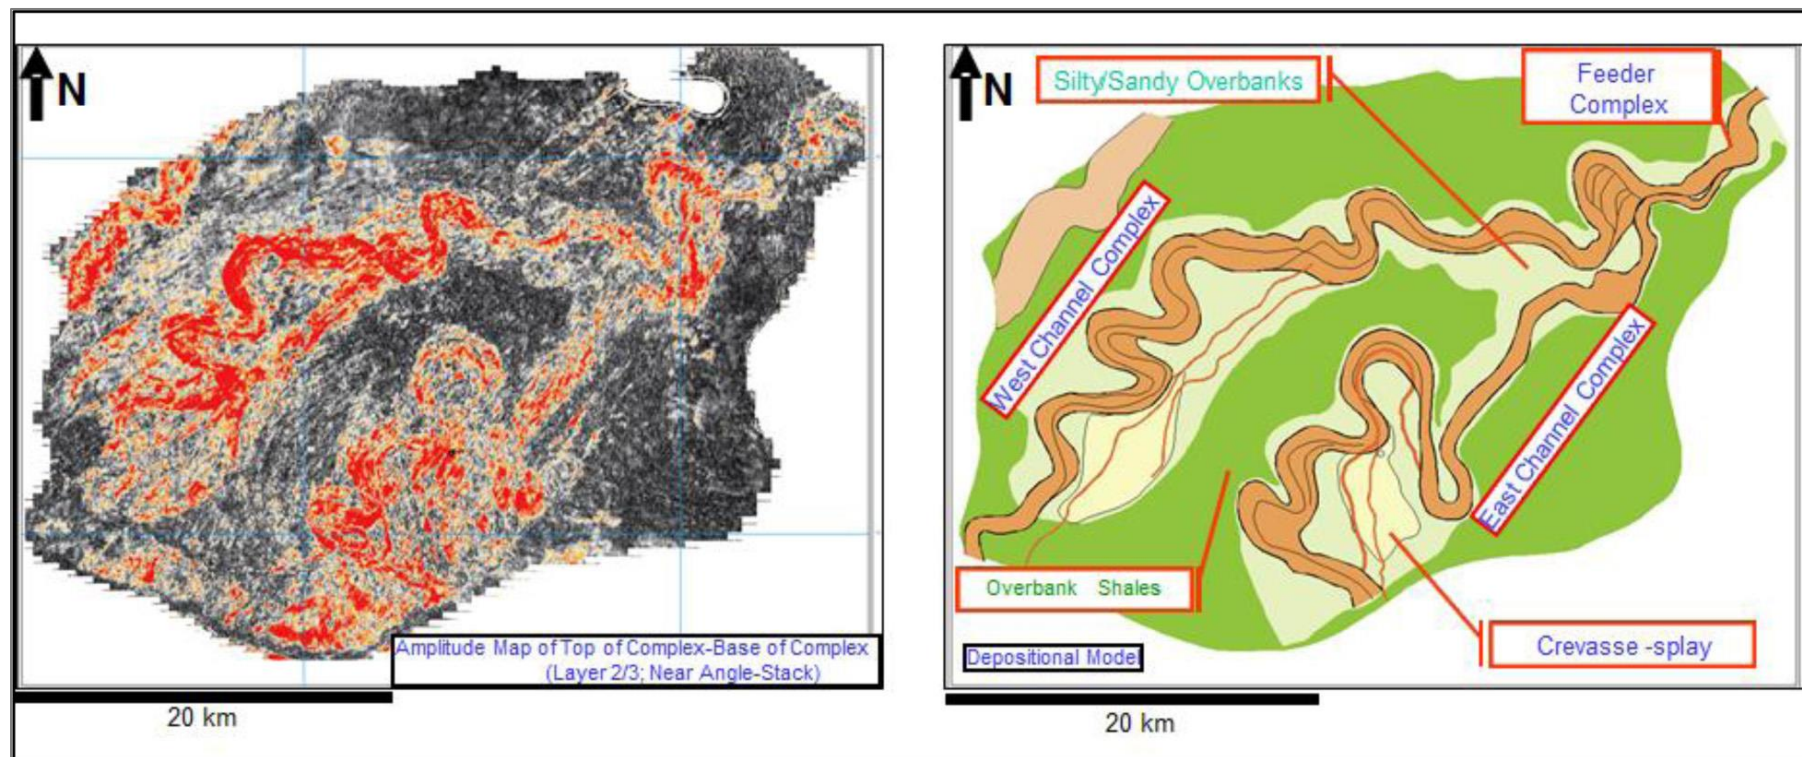 N
Amplitude Map of Top of Complex-Base of Complex
(Layer 2/3; Near Angle-Stack)
20 km
N
Silty/Sandy Overbanks
Feeder
Complex
West Channel Complex
East Channel Complex
Overbank Shales
Crevasse -splay
Depositional Model
20 km